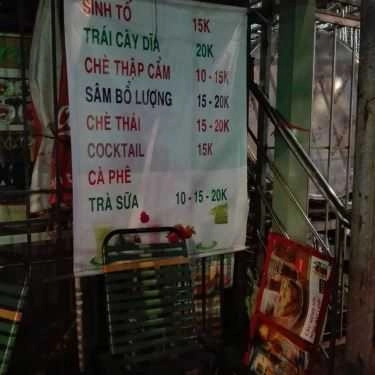 SINH TỐ 15K
TRÁI CÂY DĨA 20K
CHÈ THẬP CẨM 10 - 15K
SÂM BỔ LƯỢNG 15 - 20K
CHÈ THÁI 15 - 20K
COCKTAIL 15K
CÀ PHÊ
TRÀ SỮA 10 - 15 - 20K